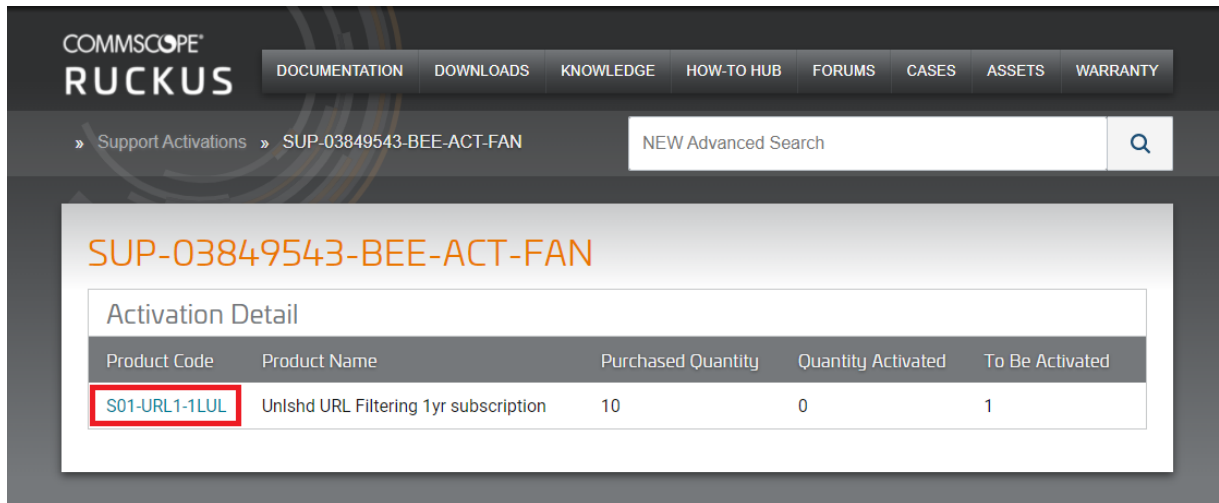 COMMSCOPE®
RUCKUS
DOCUMENTATION DOWNLOADS KNOWLEDGE HOW-TO HUB FORUMS CASES ASSETS WARRANTY
» Support Activations » SUP-03849543-BEE-ACT-FAN NEW Advanced Search
SUP-03849543-BEE-ACT-FAN
Activation Detail
Product Code Product Name Purchased Quantity Quantity Activated To Be Activated
S01-URL1-1LUL Unlshd URL Filtering 1yr subscription 10 0 1